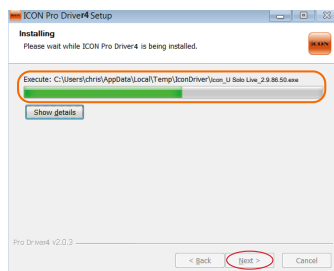 ICON Pro Driver4 Setup
Installing
Please wait while ICON Pro Driver4 is being installed.
ICON
Execute: C:\Users\chris\AppData\Local\Temp\IconDriver\Icon_U Solo Live_2.9.86.50.exe
Show details
Pro Driver4 v2.0.3
< Back
Next >
Cancel